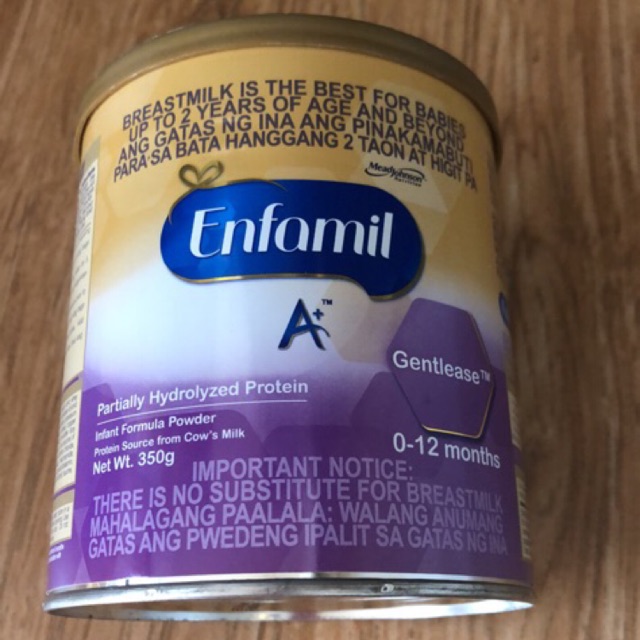 BREASTMILK IS THE BEST FOR BABIES
UP TO 2 YEARS OF AGE AND BEYOND
ANG GATAS NG INA ANG PINAKAMABUTI
PARA SA BATA HANGGANG 2 TAON AT HIGIT PA
MeadJohnson
Enfamil
A+™
Gentlease™
Partially Hydrolyzed Protein
Infant Formula Powder
Protein Source from Cow's Milk
Net Wt. 350g
0-12 months
IMPORTANT NOTICE:
THERE IS NO SUBSTITUTE FOR BREASTMILK
MAHALAGANG PAALALA: WALANG ANUMANG
GATAS ANG PWEDENG IPALIT SA GATAS NG INA